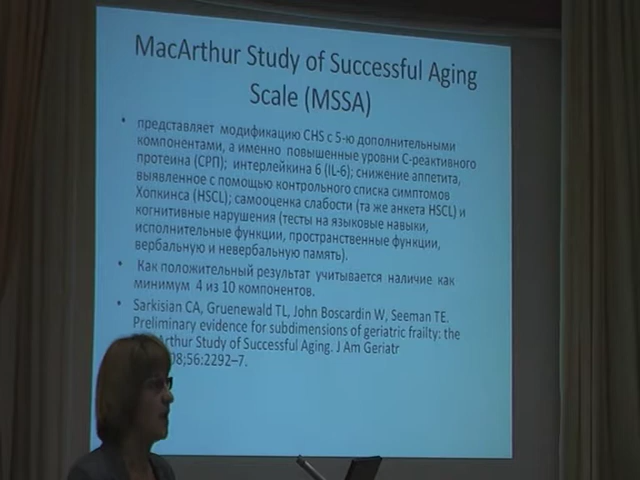 MacArthur Study of Successful Aging
Scale (MSSA)
• представляет модификацию CHS с 5-ю дополнительными
компонентами, а именно повышенные уровни С-реактивного
протеина (СРП); интерлейкина 6 (IL-6); снижение аппетита,
выявленное с помощью контрольного списка симптомов
Хопкинса (HSCL); самооценка слабости (та же анкета HSCL) и
когнитивные нарушения (тесты на языковые навыки,
исполнительные функции, пространственные функции,
вербальную и невербальную память).
• Как положительный результат учитывается наличие как
минимум 4 из 10 компонентов.
• Sarkisian CA, Gruenewald TL, John Boscardin W, Seeman TE.
Preliminary evidence for subdimensions of geriatric frailty: the
Arthur Study of Successful Aging. J Am Geriatr
08;56:2292–7.